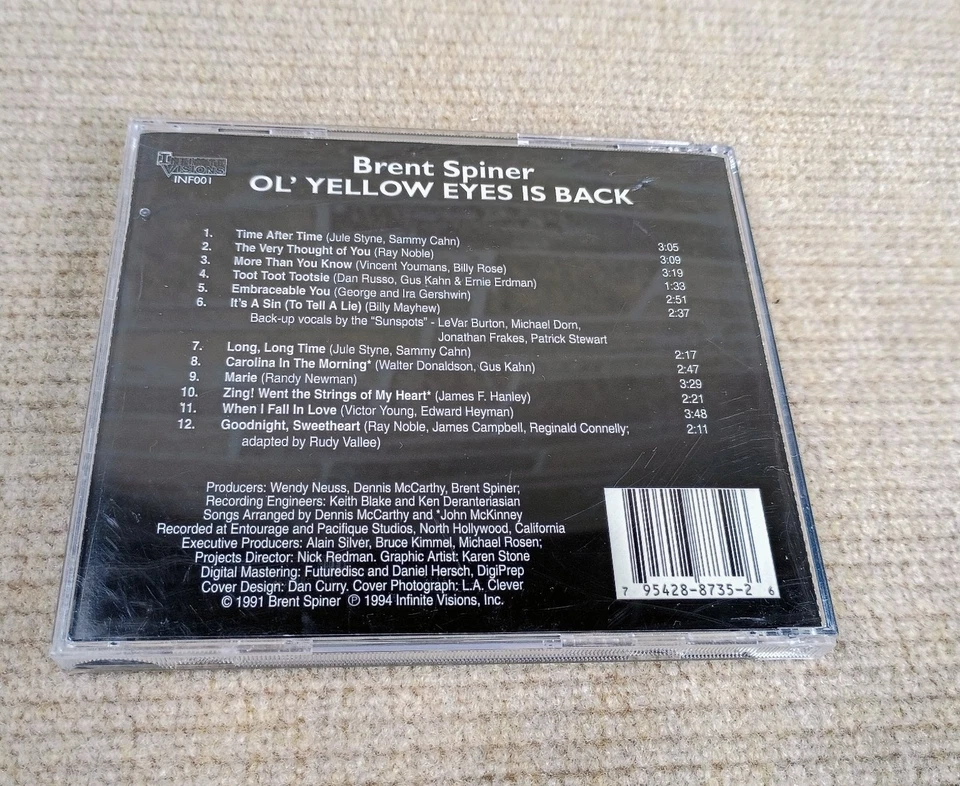 INFINITE
VISIONS
INF001
Brent Spiner
OL' YELLOW EYES IS BACK
1. Time After Time (Jule Styne, Sammy Cahn) 3:05
2. The Very Thought of You (Ray Noble) 3:09
3. More Than You Know (Vincent Youmans, Billy Rose) 3:19
4. Toot Toot Tootsie (Dan Russo, Gus Kahn & Ernie Erdman) 1:33
5. Embraceable You (George and Ira Gershwin) 2:51
6. It's A Sin (To Tell A Lie) (Billy Mayhew) 2:37
Back-up vocals by the "Sunspots" - LeVar Burton, Michael Dorn,
Jonathan Frakes, Patrick Stewart
7. Long, Long Time (Jule Styne, Sammy Cahn) 2:17
8. Carolina In The Morning* (Walter Donaldson, Gus Kahn) 2:47
9. Marie (Randy Newman) 3:29
10. Zing! Went the Strings of My Heart* (James F. Hanley) 2:21
11. When I Fall In Love (Victor Young, Edward Heyman) 3:48
12. Goodnight, Sweetheart (Ray Noble, James Campbell, Reginald Connelly; 2:11
adapted by Rudy Vallee)
Producers: Wendy Neuss, Dennis McCarthy, Brent Spiner;
Recording Engineers: Keith Blake and Ken Deranteriasian
Songs Arranged by Dennis McCarthy and *John McKinney
Recorded at Entourage and Pacifique Studios, North Hollywood, California
Executive Producers: Alain Silver, Bruce Kimmel, Michael Rosen;
Projects Director: Nick Redman. Graphic Artist: Karen Stone
Digital Mastering: Futuredisc and Daniel Hersch, DigiPrep
Cover Design: Dan Curry. Cover Photograph: L.A. Clever
© 1991 Brent Spiner ℗ 1994 Infinite Visions, Inc.
7 95428-8735-2 6